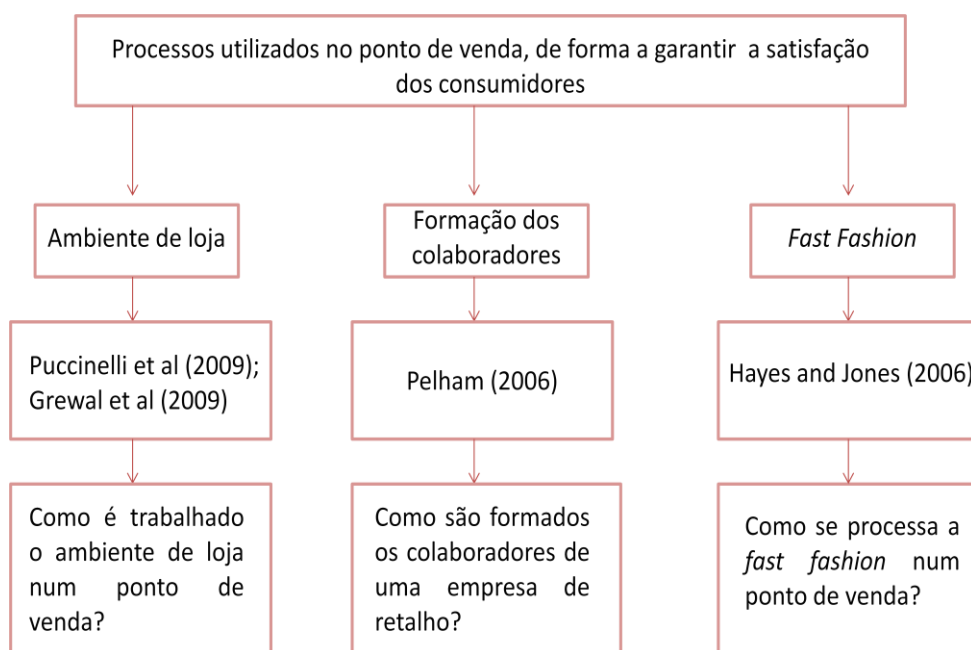 Processos utilizados no ponto de venda, de forma a garantir a satisfação
dos consumidores
Ambiente de loja
Formação dos
colaboradores
Fast Fashion
Puccinelli et al (2009);
Grewal et al (2009)
Pelham (2006)
Hayes and Jones (2006)
Como é trabalhado
o ambiente de loja
num ponto de
venda?
Como são formados
os colaboradores de
uma empresa de
retalho?
Como se processa a
fast fashion num
ponto de venda?